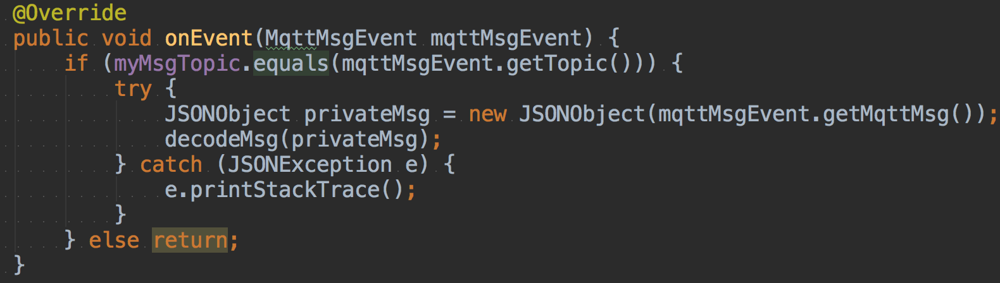 @Override
public void onEvent(MqttMsgEvent mqttMsgEvent) {
    if (myMsgTopic.equals(mqttMsgEvent.getTopic())) {
        try {
            JSONObject privateMsg = new JSONObject(mqttMsgEvent.getMqttMsg());
            decodeMsg(privateMsg);
        } catch (JSONException e) {
            e.printStackTrace();
        }
    } else return;
}